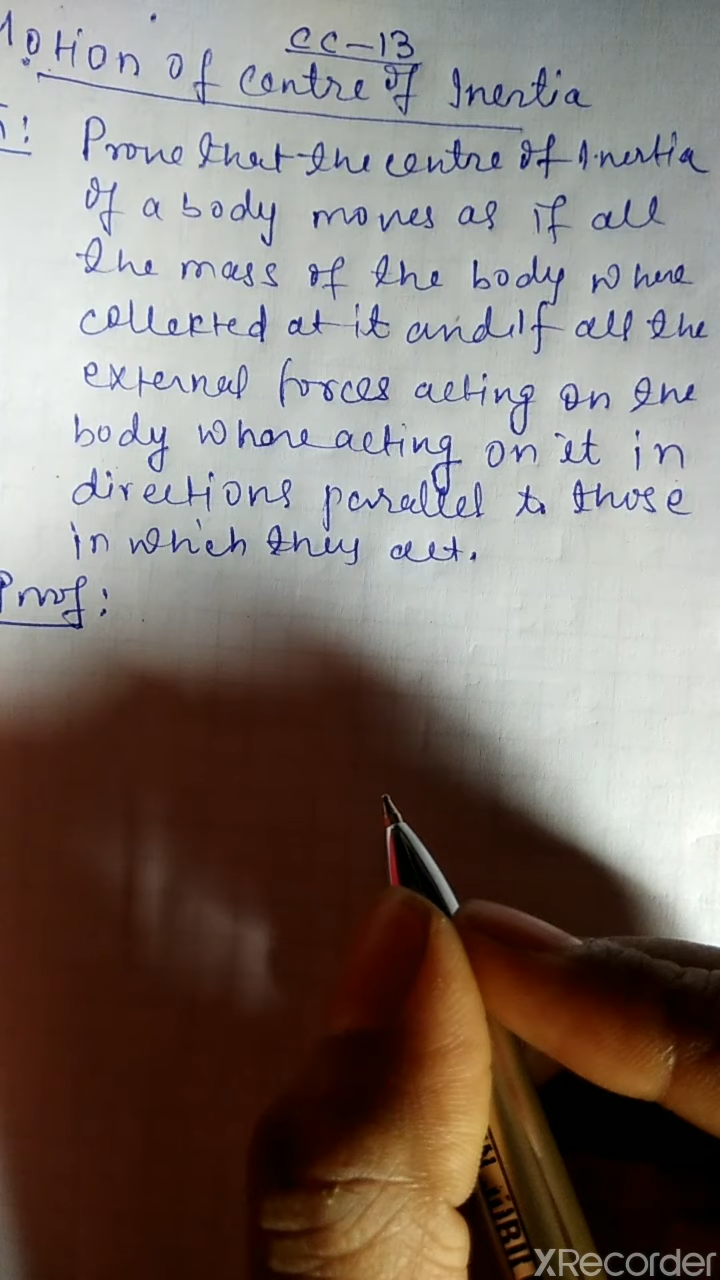 CC-13
Motion of Centre of Inertia
Prove that the centre of Inertia
of a body moves as if all
the mass of the body where
collected at it and if all the
external forces acting on the
body where acting on it in
directions parallel to those
in which they act.
Proof:
XRecorder